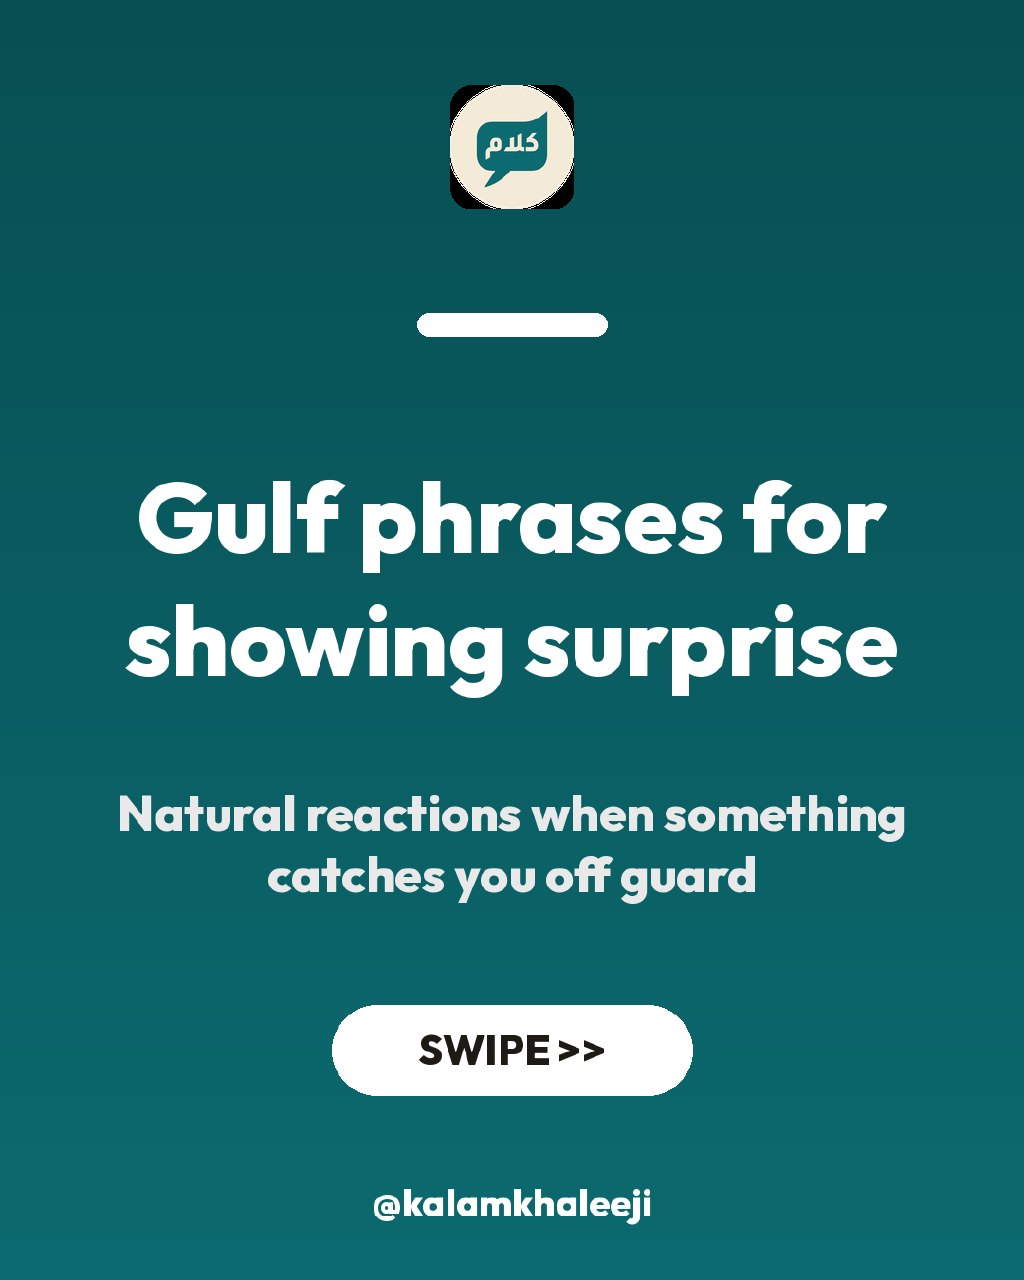 كلام
Gulf phrases for
showing surprise
Natural reactions when something
catches you off guard
SWIPE >>
@kalamkhaleeji